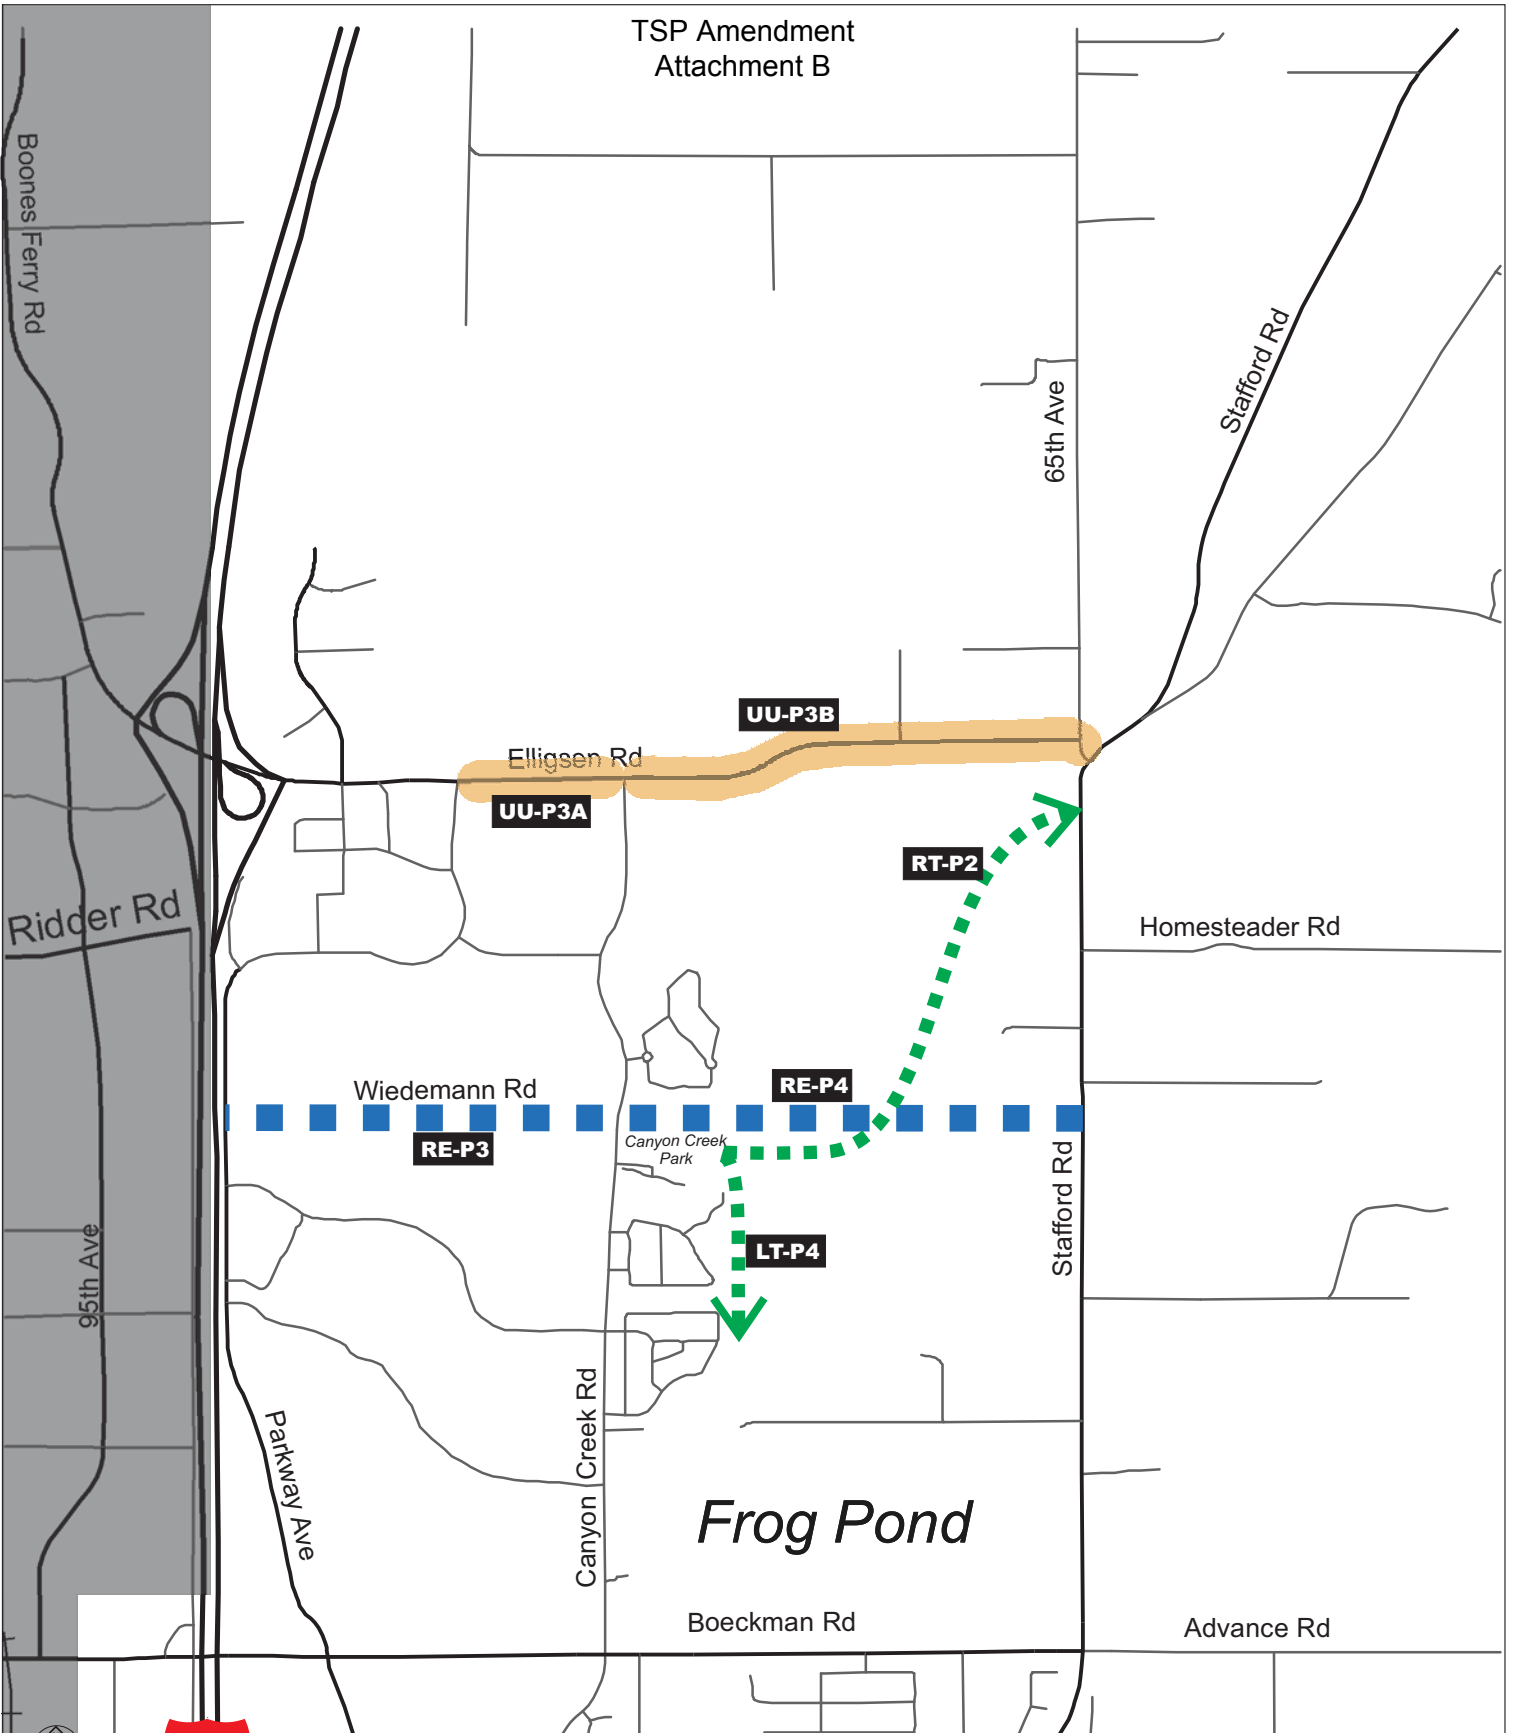 TSP Amendment
Attachment B
Boones Ferry Rd
Stafford Rd
65th Ave
UU-P3B
Elligsen Rd
UU-P3A
RT-P2
Ridder Rd
Homesteader Rd
RE-P4
Wiedemann Rd
RE-P3
Canyon Creek
Park
Stafford Rd
LT-P4
95th Ave
Canyon Creek Rd
Parkway Ave
Frog Pond
Boeckman Rd
Advance Rd